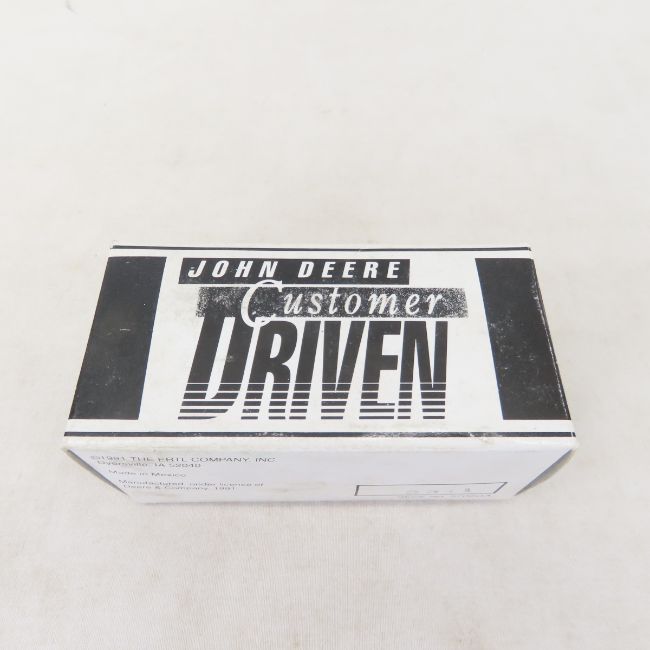 JOHN DEERE
Customer
DRIVEN
©1991 THE ERTL COMPANY, INC.
Dyersville, IA 52040
Made in Mexico
Manufactured under license of
Deere & Company, 1991